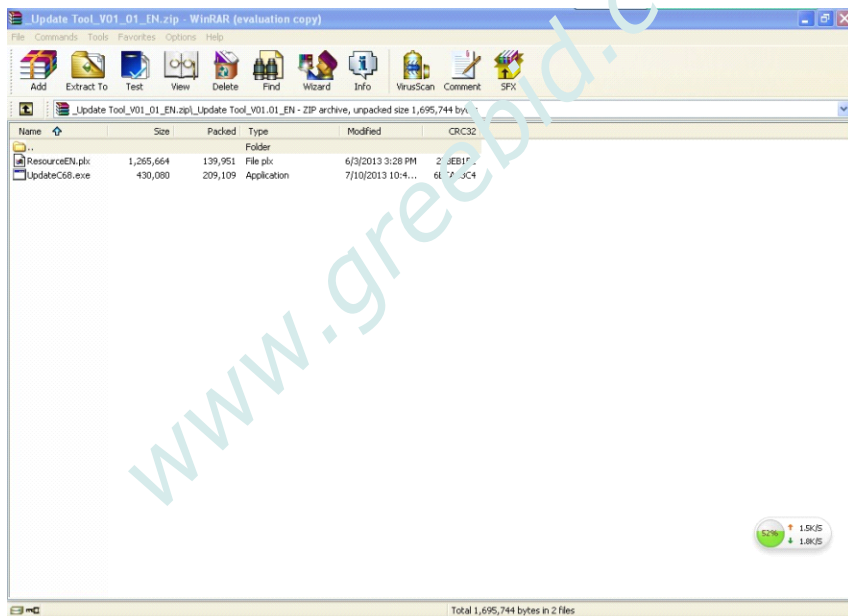 _Update Tool_V01_01_EN.zip - WinRAR (evaluation copy)
File Commands Tools Favorites Options Help
Add Extract To Test View Delete Find Wizard Info VirusScan Comment SFX
_Update Tool_V01_01_EN.zip\_Update Tool_V01.01_EN - ZIP archive, unpacked size 1,695,744
Name Size Packed Type Modified CRC32
.. Folder
ResourceEN.plx 1,265,664 139,951 File plx 6/3/2013 3:28 PM
UpdateC68.exe 430,080 209,109 Application 7/10/2013 10:4...
www.greebid.c
52% 1.5K/S
1.8K/S
Total 1,695,744 bytes in 2 files